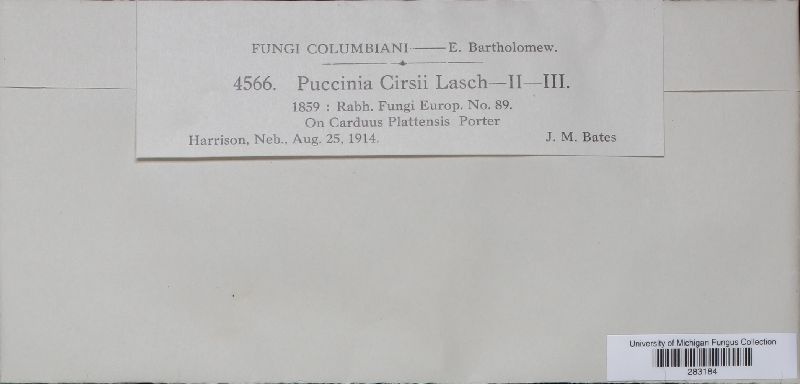 FUNGI COLUMBIANI——E. Bartholomew.
4566. Puccinia Cirsii Lasch—II—III.
1859 : Rabh. Fungi Europ. No. 89.
On Carduus Plattensis Porter
Harrison, Neb., Aug. 25, 1914. J. M. Bates
University of Michigan Fungus Collection
283184